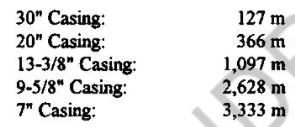 30" Casing: 127 m
20" Casing: 366 m
13-3/8" Casing: 1,097 m
9-5/8" Casing: 2,628 m
7" Casing: 3,333 m